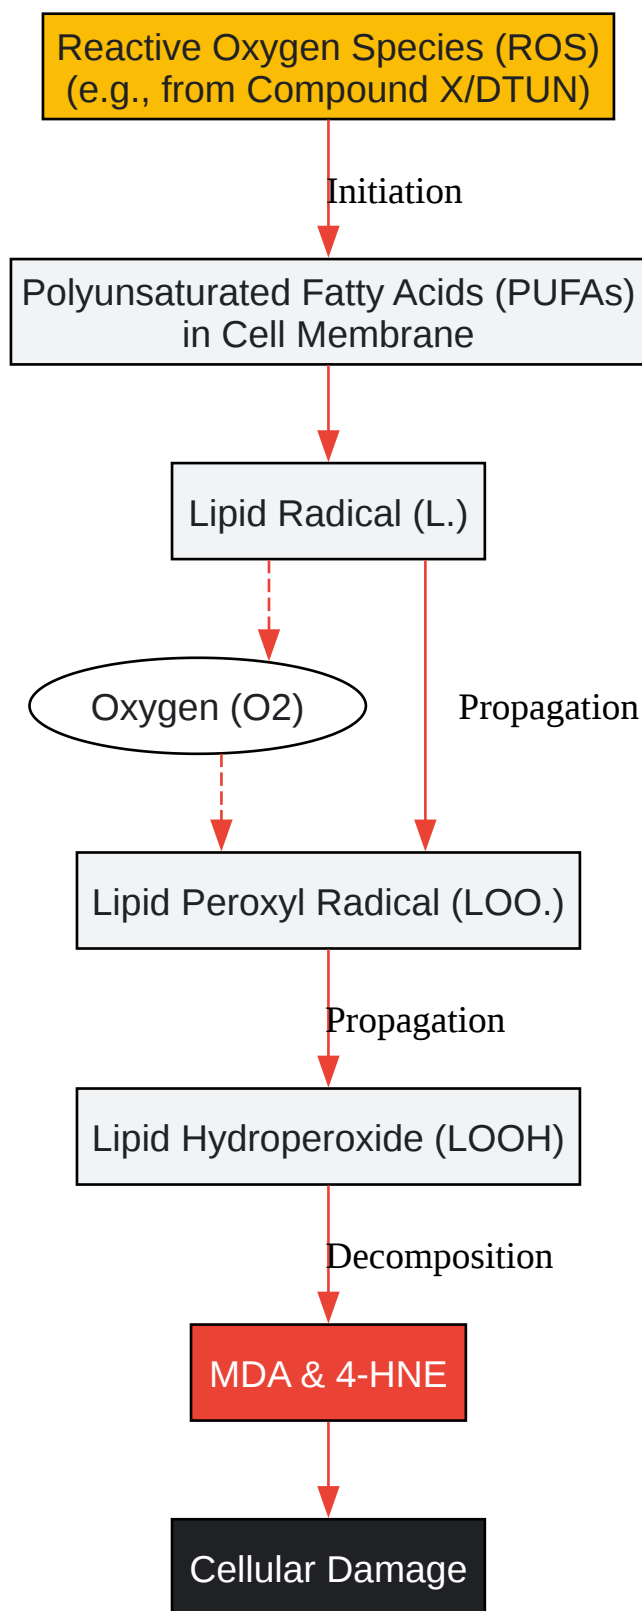 Reactive Oxygen Species (ROS)
(e.g., from Compound X/DTUN)
Initiation
Polyunsaturated Fatty Acids (PUFAs)
in Cell Membrane
Lipid Radical (L.)
Oxygen (O2)
Propagation
Lipid Peroxyl Radical (LOO.)
Propagation
Lipid Hydroperoxide (LOOH)
Decomposition
MDA & 4-HNE
Cellular Damage